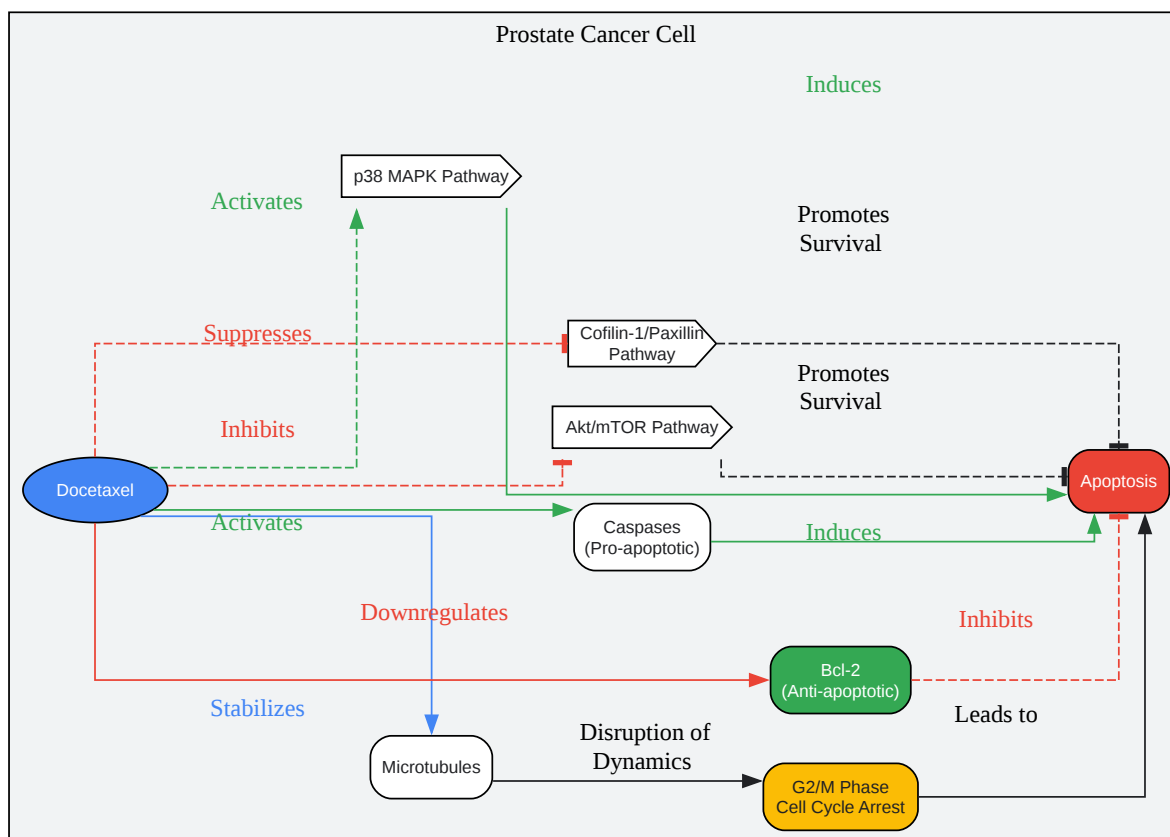 Prostate Cancer Cell
Induces
p38 MAPK Pathway
Activates
Promotes
Survival
Suppresses
Cofilin-1/Paxillin
Pathway
Promotes
Survival
Inhibits
Akt/mTOR Pathway
Docetaxel
Apoptosis
Activates
Caspases
(Pro-apoptotic)
Induces
Downregulates
Inhibits
Bcl-2
(Anti-apoptotic)
Stabilizes
Leads to
Disruption of
Dynamics
Microtubules
G2/M Phase
Cell Cycle Arrest